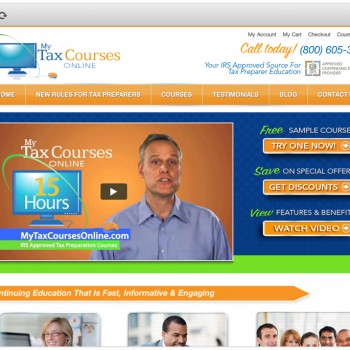 My Account My Cart Checkout Cours
My
Tax Courses
ONLINE
Call today! (800) 605-3
Your IRS Approved Source For
Tax Preparer Education
APPROVED
CONTINUING EDUCATION
PROVIDER
OME NEW RULES FOR TAX PREPARERS COURSES TESTIMONIALS BLOG CONTACT
My
Tax Courses
ONLINE
15
Hours
MyTaxCoursesOnline.com
IRS Approved Tax Preparation Courses
Free SAMPLE COURSE
TRY ONE NOW!
Save ON SPECIAL OFFER
GET DISCOUNTS
View FEATURES & BENEFIT
WATCH VIDEO
ontinuing Education That Is Fast, Informative & Engaging